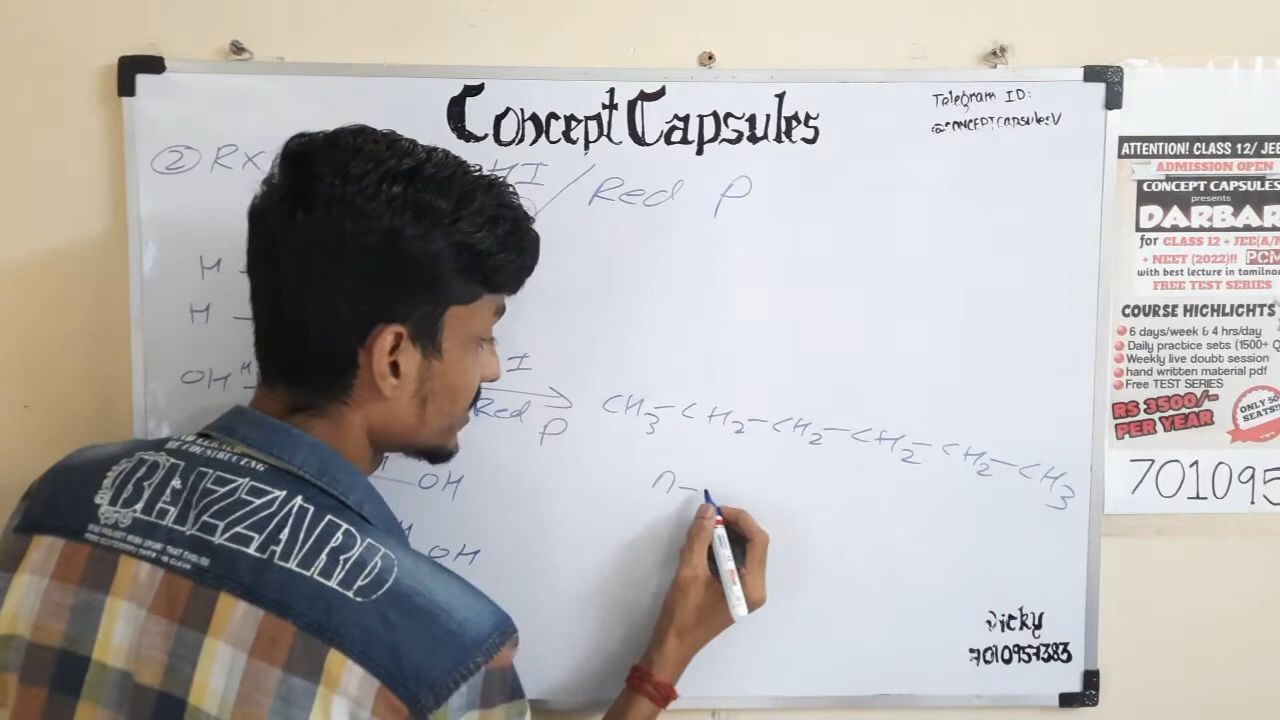 Concept Capsules
Telegram ID:
@CONCEPTCapsulesV
② Rx
HI / Red P
H
H
OH H
OH
OH
I
Red P
CH3-CH2-CH2-CH2-CH2-CH3
n-
Vicky
7010957383
BLIZZARD
ATTENTION! CLASS 12/ JEE
ADMISSION OPEN
CONCEPT CAPSULES
presents
DARBAR
for CLASS 12 + JEE(A/
+ NEET (2022)!! PCM
with best lecture in tamilnad
FREE TEST SERIES
COURSE HIGHLIGHTS
6 days/week & 4 hrs/day
Daily practice sets (1500+ Q
Weekly live doubt session
hand written material pdf
Free TEST SERIES
RS 3500/-
PER YEAR
ONLY 50
SEATS!!
701095